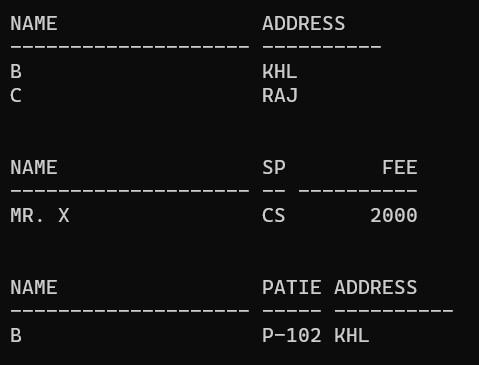 NAME                 ADDRESS
-------------------- ----------
B                    KHL
C                    RAJ
NAME                 SP        FEE
-------------------- -- ----------
MR. X                CS       2000
NAME                 PATIE ADDRESS
-------------------- ----- ----------
B                    P-102 KHL